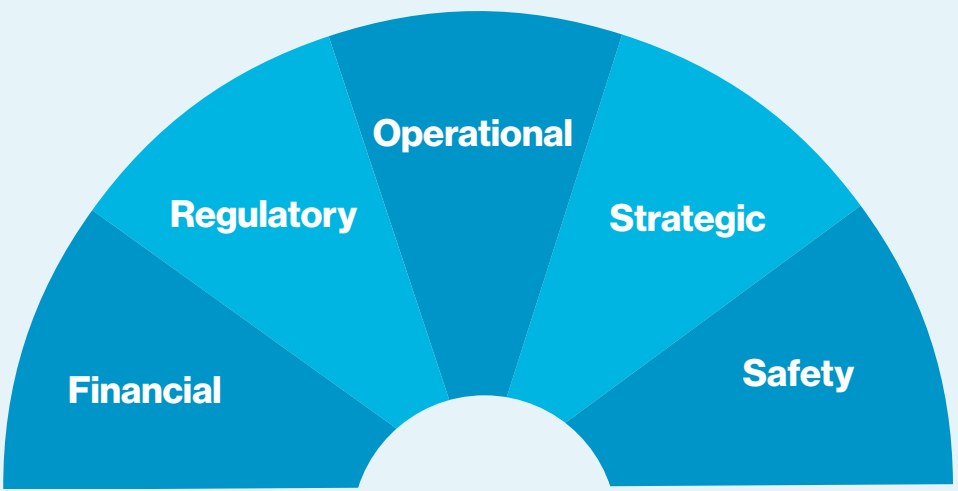 Financial
Regulatory
Operational
Strategic
Safety